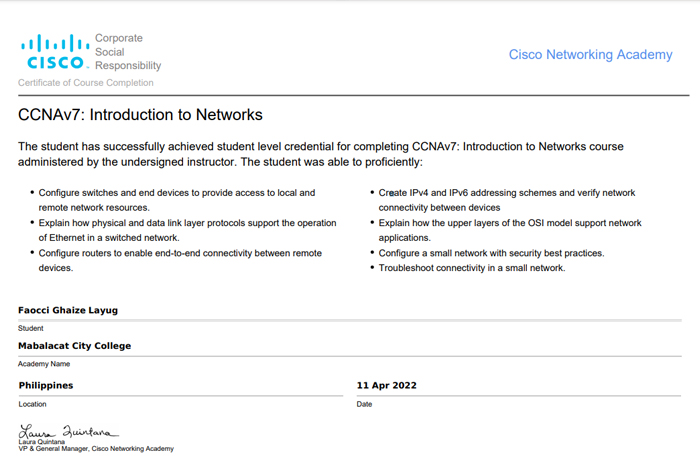 Corporate
Social
Responsibility
CISCO
Cisco Networking Academy
Certificate of Course Completion
CCNAv7: Introduction to Networks
The student has successfully achieved student level credential for completing CCNAv7: Introduction to Networks course
administered by the undersigned instructor. The student was able to proficiently:
• Configure switches and end devices to provide access to local and
remote network resources.
• Explain how physical and data link layer protocols support the operation
of Ethernet in a switched network.
• Configure routers to enable end-to-end connectivity between remote
devices.
• Create IPv4 and IPv6 addressing schemes and verify network
connectivity between devices
• Explain how the upper layers of the OSI model support network
applications.
• Configure a small network with security best practices.
• Troubleshoot connectivity in a small network.
Faocci Ghaize Layug
Student
Mabalacat City College
Academy Name
Philippines
Location
11 Apr 2022
Date
Laura Quintana
Laura Quintana
VP & General Manager, Cisco Networking Academy